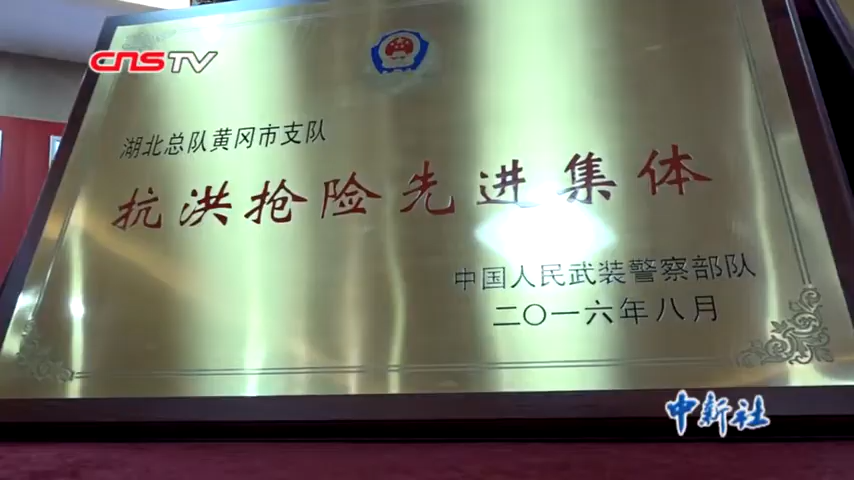 CNSTV
湖北总队黄冈市支队
抗洪抢险先进集体
中国人民武装警察部队
二〇一六年八月
中新社